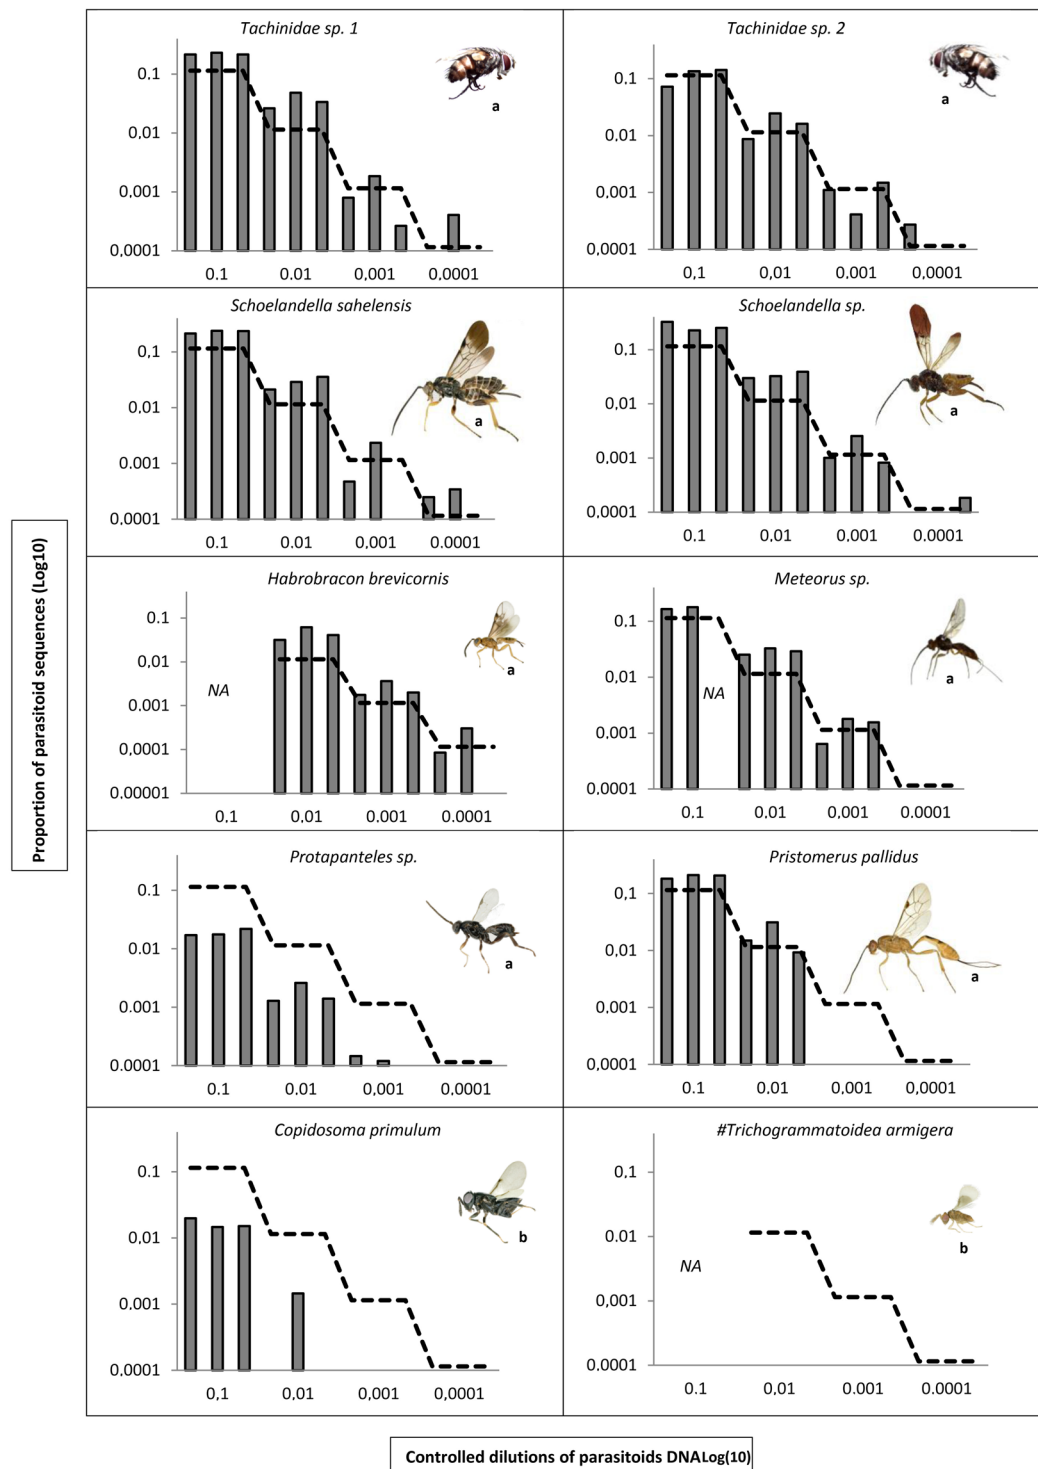 Tachinidae sp. 1
0.1
0.01
0.001
0.0001
a
0.1 0.01 0,001 0,0001
Tachinidae sp. 2
0.1
0.01
0.001
0.0001
a
0.1 0.01 0.001 0,0001
Schoelandella sahelensis
0.1
0.01
0.001
0.0001
a
0.1 0.01 0,001 0.0001
Schoelandella sp.
0.1
0.01
0.001
0.0001
a
0,1 0.01 0.001 0.0001
Habrobracon brevicornis
0.1
0.01
0.001
0,0001
0.00001
NA
a
0,1 0.01 0.001 0.0001
Meteorus sp.
0.1
0.01
0.001
0.0001
NA
a
0.1 0.01 0.001 0.0001
Protapanteles sp.
0.1
0.01
0.001
0.0001
a
0.1 0.01 0,001 0,0001
Pristomerus pallidus
0.1
0.01
0.001
0.0001
a
0.1 0.01 0,001 0,0001
Copidosoma primulum
0.1
0.01
0.001
0.0001
b
0,1 0,01 0,001 0,0001
#Trichogrammatoidea armigera
0.1
0.01
0,001
0.0001
NA
b
0.1 0,01 0.001 0.0001
Proportion of parasitoid sequences (Log10)
Controlled dilutions of parasitoids DNALog(10)